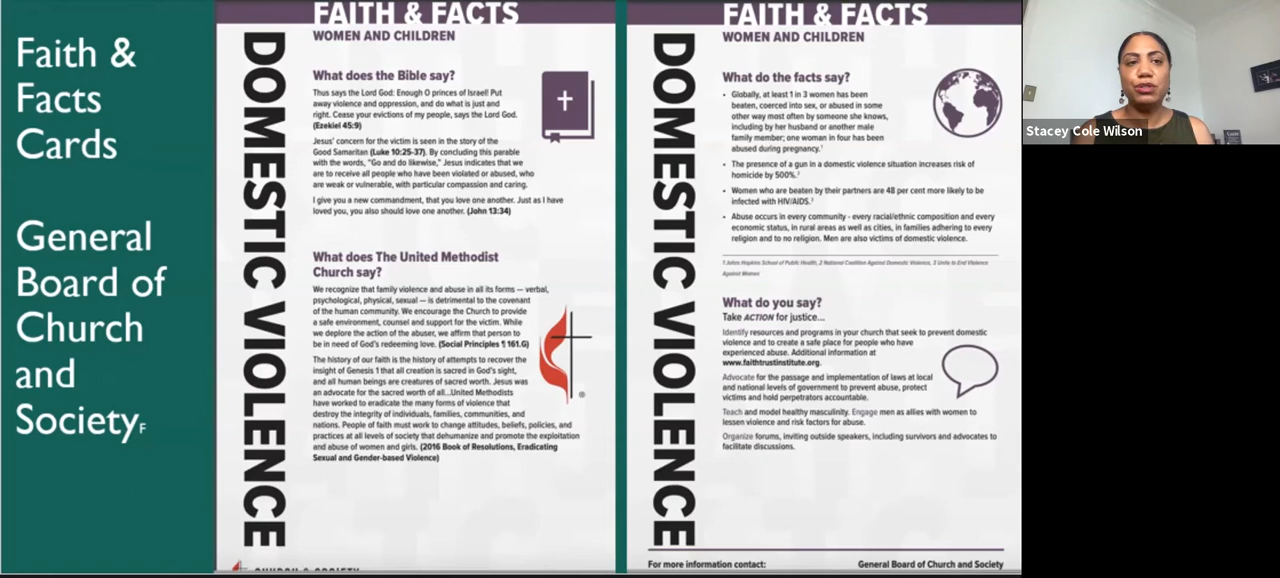 Faith &
Facts
Cards
General
Board of
Church
and
SocietyF
FAITH & FACTS
WOMEN AND CHILDREN
DOMESTIC VIOLENCE
What does the Bible say?
Thus says the Lord God: Enough O princes of Israel! Put
away violence and oppression, and do what is just and
right. Cease your evictions of my people, says the Lord God.
(Ezekiel 45:9)
Jesus' concern for the victim is seen in the story of the
Good Samaritan (Luke 10:25-37). By concluding this parable
with the words, "Go and do likewise," Jesus indicates that we
are to receive all people who have been violated or abused, who
are weak or vulnerable, with particular compassion and caring.
I give you a new commandment, that you love one another. Just as I have
loved you, you also should love one another. (John 13:34)
What does The United Methodist
Church say?
We recognize that family violence and abuse in all its forms — verbal,
psychological, physical, sexual — is detrimental to the covenant
of the human community. We encourage the Church to provide
a safe environment, counsel and support for the victim. While
we deplore the action of the abuser, we affirm that person to
be in need of God's redeeming love. (Social Principles ¶ 161.G)
The history of our faith is the history of attempts to recover the
insight of Genesis 1 that all creation is sacred in God's sight,
and all human beings are creatures of sacred worth. Jesus was
an advocate for the sacred worth of all...United Methodists
have worked to eradicate the many forms of violence that
destroy the integrity of individuals, families, communities, and
nations. People of faith must work to change attitudes, beliefs, policies, and
practices at all levels of society that dehumanize and promote the exploitation
and abuse of women and girls. (2016 Book of Resolutions, Eradicating
Sexual and Gender-based Violence)
CHURCH & SOCIETY
FAITH & FACTS
WOMEN AND CHILDREN
DOMESTIC VIOLENCE
What do the facts say?
• Globally, at least 1 in 3 women has been
beaten, coerced into sex, or abused in some
other way most often by someone she knows,
including by her husband or another male
family member; one woman in four has been
abused during pregnancy.1
• The presence of a gun in a domestic violence situation increases risk of
homicide by 500%.2
• Women who are beaten by their partners are 48 per cent more likely to be
infected with HIV/AIDS.3
• Abuse occurs in every community - every racial/ethnic composition and every
economic status, in rural areas as well as cities, in families adhering to every
religion and to no religion. Men are also victims of domestic violence.
1 Johns Hopkins School of Public Health, 2 National Coalition Against Domestic Violence, 3 Unite to End Violence
Against Women
What do you say?
Take ACTION for justice...
Identify resources and programs in your church that seek to prevent domestic
violence and to create a safe place for people who have
experienced abuse. Additional information at
www.faithtrustinstitute.org.
Advocate for the passage and implementation of laws at local
and national levels of government to prevent abuse, protect
victims and hold perpetrators accountable.
Teach and model healthy masculinity. Engage men as allies with women to
lessen violence and risk factors for abuse.
Organize forums, inviting outside speakers, including survivors and advocates to
facilitate discussions.
For more information contact:
General Board of Church and Society
Stacey Cole Wilson